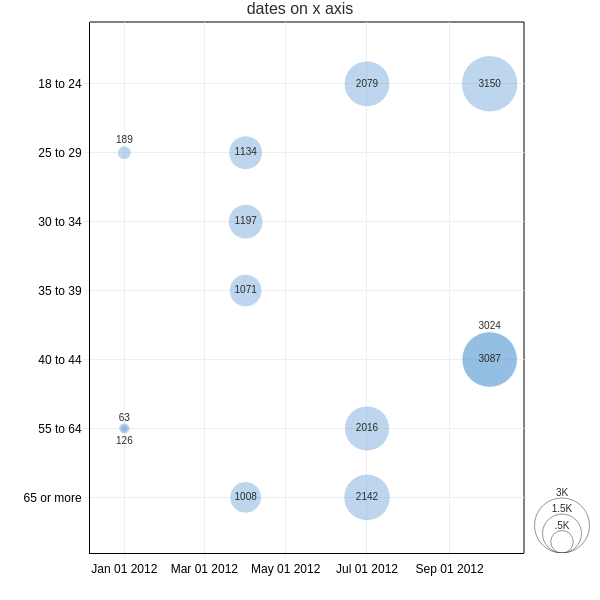 dates on x axis
18 to 24
2079
3150
189
25 to 29
1134
30 to 34
1197
35 to 39
1071
3024
40 to 44
3087
63
55 to 64
2016
126
65 or more
1008
2142
3K
1.5K
.5K
Jan 01 2012
Mar 01 2012
May 01 2012
Jul 01 2012
Sep 01 2012